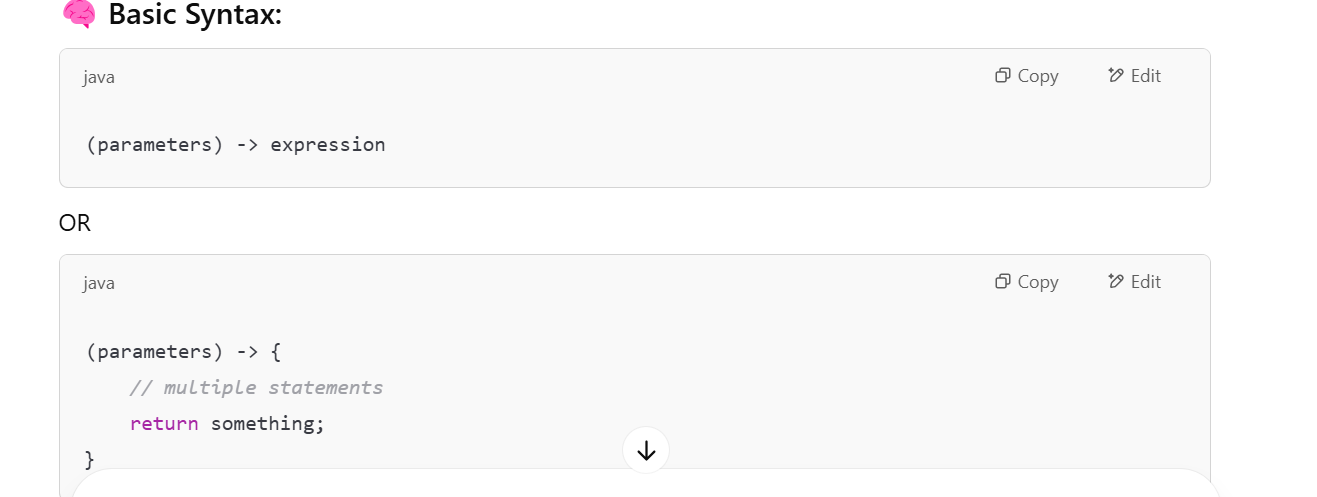 Basic Syntax:
java
Copy
Edit
(parameters) -> expression
OR
java
Copy
Edit
(parameters) -> {
// multiple statements
return something;
}